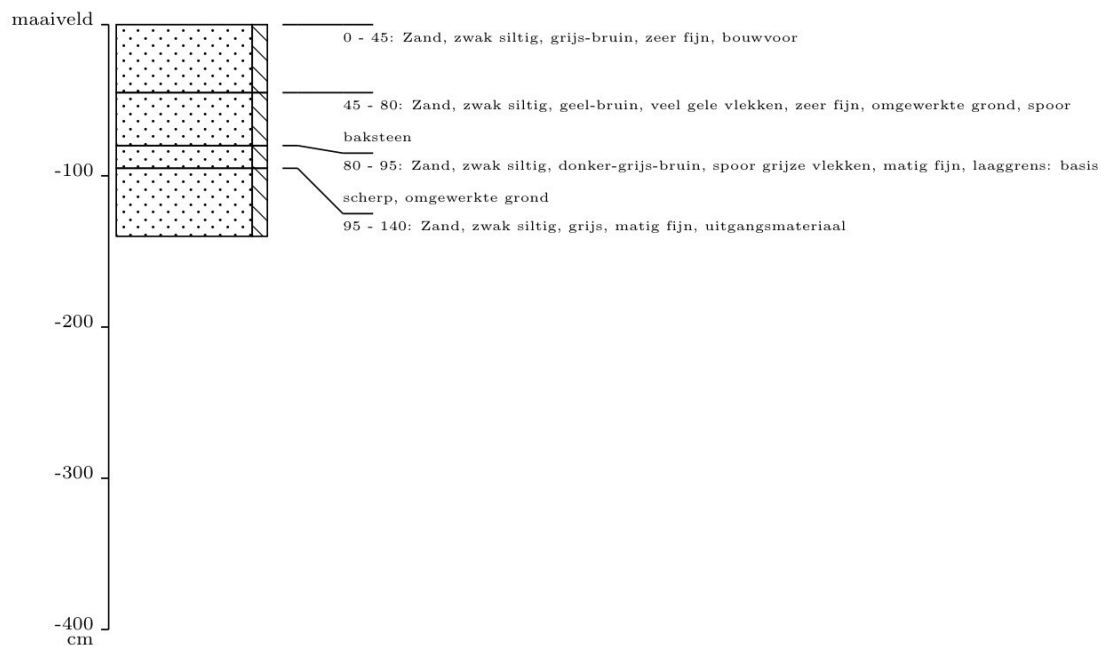 maaiveld
0 - 45: Zand, zwak siltig, grijs-bruin, zeer fijn, bouwvoor
45 - 80: Zand, zwak siltig, geel-bruin, veel gele vlekken, zeer fijn, omgewerkte grond, spoor
baksteen
80 - 95: Zand, zwak siltig, donker-grijs-bruin, spoor grijze vlekken, matig fijn, laaggrens: basis
-100
scherp, omgewerkte grond
95 - 140: Zand, zwak siltig, grijs, matig fijn, uitgangsmateriaal
-200
-300
-400
cm